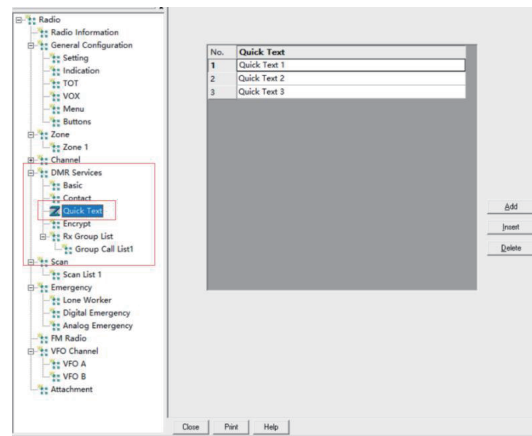 Radio
Radio Information
General Configuration
Setting
Indication
TOT
VOX
Menu
Buttons
Zone
Zone 1
Channel
DMR Services
Basic
Contact
Quick Text
Encrypt
Rx Group List
Group Call List1
Scan
Scan List 1
Emergency
Lone Worker
Digital Emergency
Analog Emergency
FM Radio
VFO Channel
VFO A
VFO B
Attachment
No. Quick Text
1 Quick Text 1
2 Quick Text 2
3 Quick Text 3
Add
Insert
Delete
Close Print Help